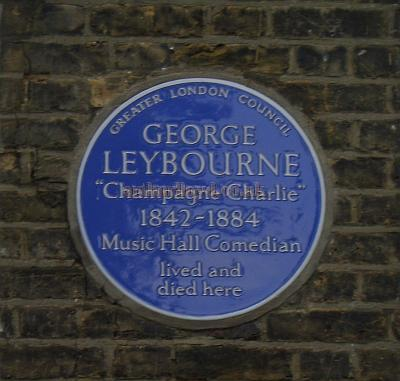 GREATER LONDON COUNCIL
GEORGE
LEYBOURNE
"Champagne Charlie"
1842-1884
Music Hall Comedian
lived and
died here